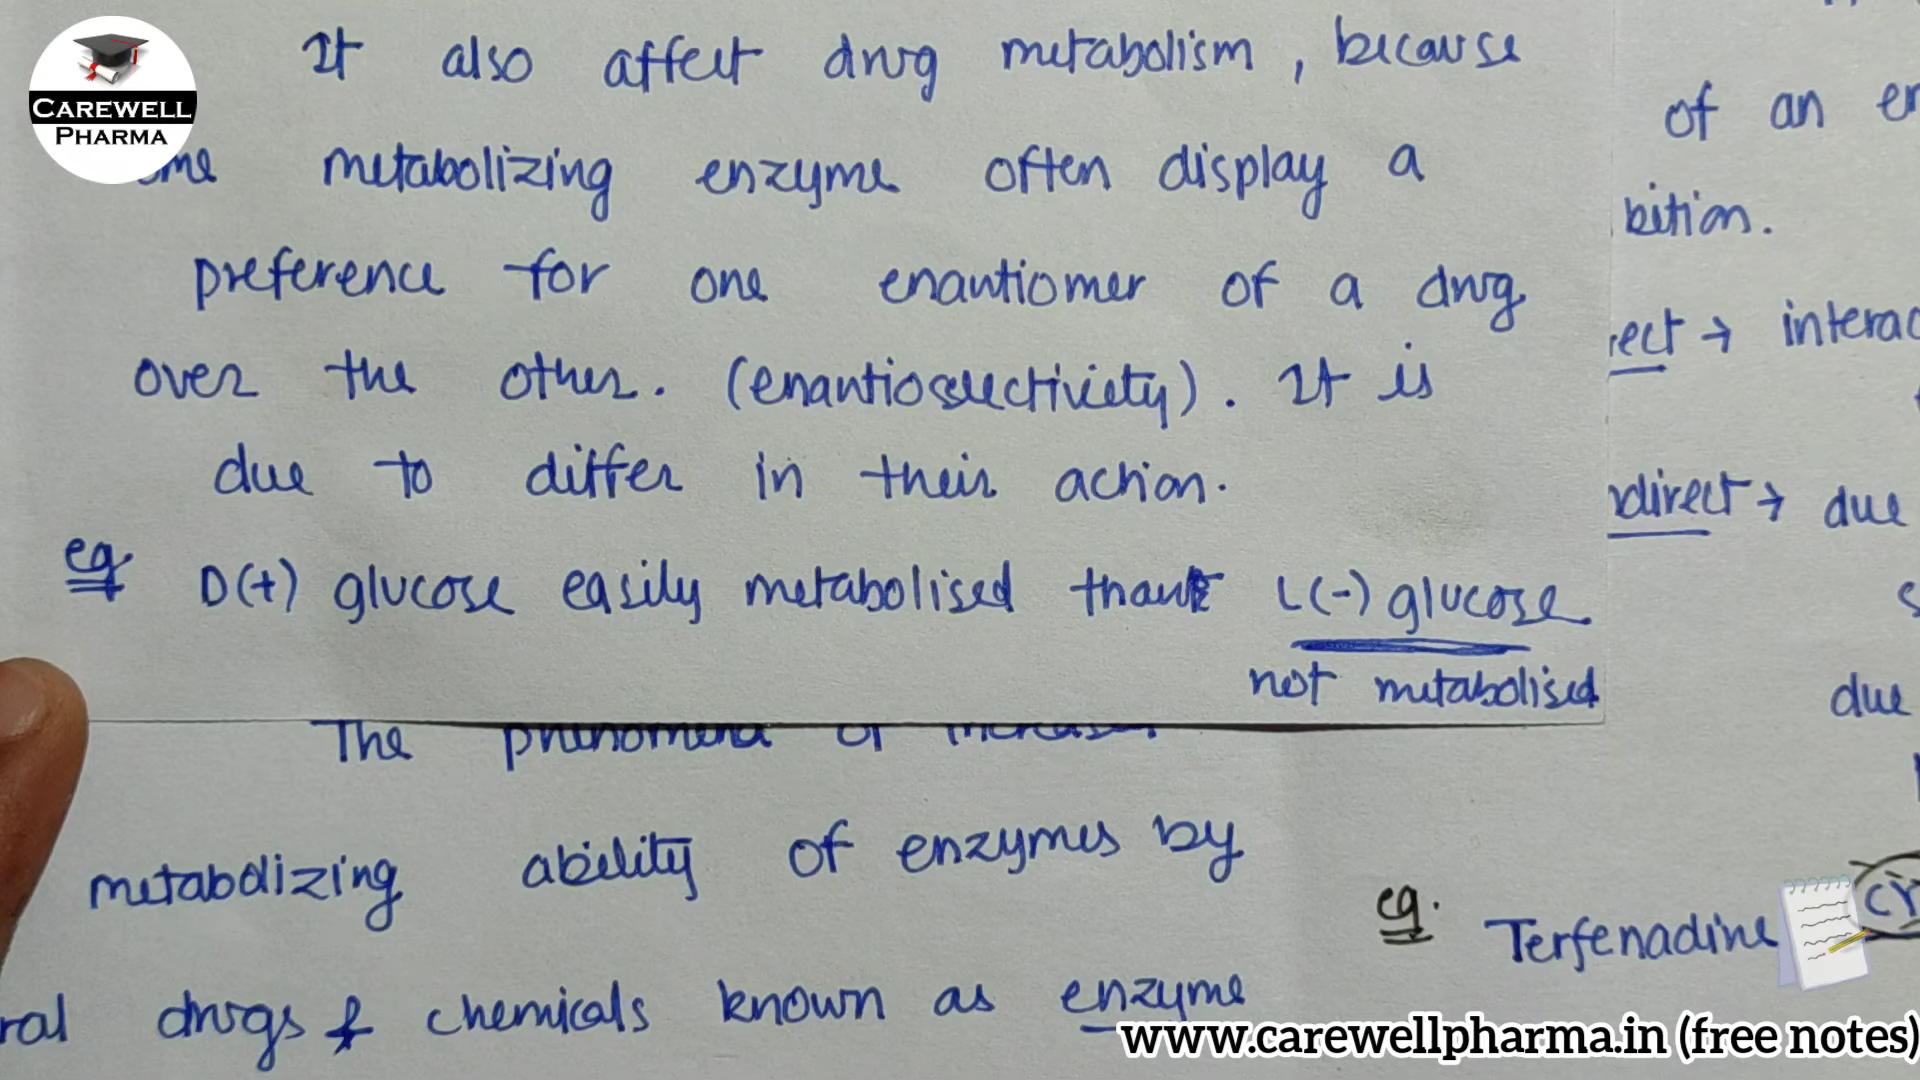 CAREWELL
PHARMA
It also affect drug metabolism, because
metabolizing enzyme often display a
preference for one enantiomer of a drug
over the other. (enantioselectiviety). It is
due to differ in their action.
eg D(+) glucose easily metabolised than L(-) glucose
not metabolised
The phenomena of
metabolizing ability of enzymes by
drugs & chemicals known as enzyme
of an
bition.
→ interac
→ due
due
eg. Terfenadine
www.carewellpharma.in (free notes)